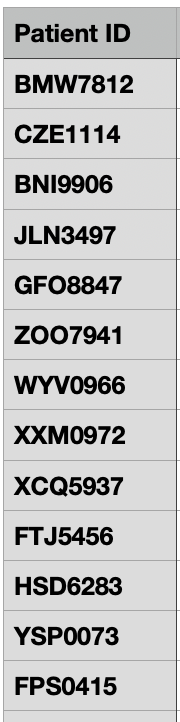 Patient ID
BMW7812
CZE1114
BNI9906
JLN3497
GFO8847
ZOO7941
WYV0966
XXM0972
XCQ5937
FTJ5456
HSD6283
YSP0073
FPS0415